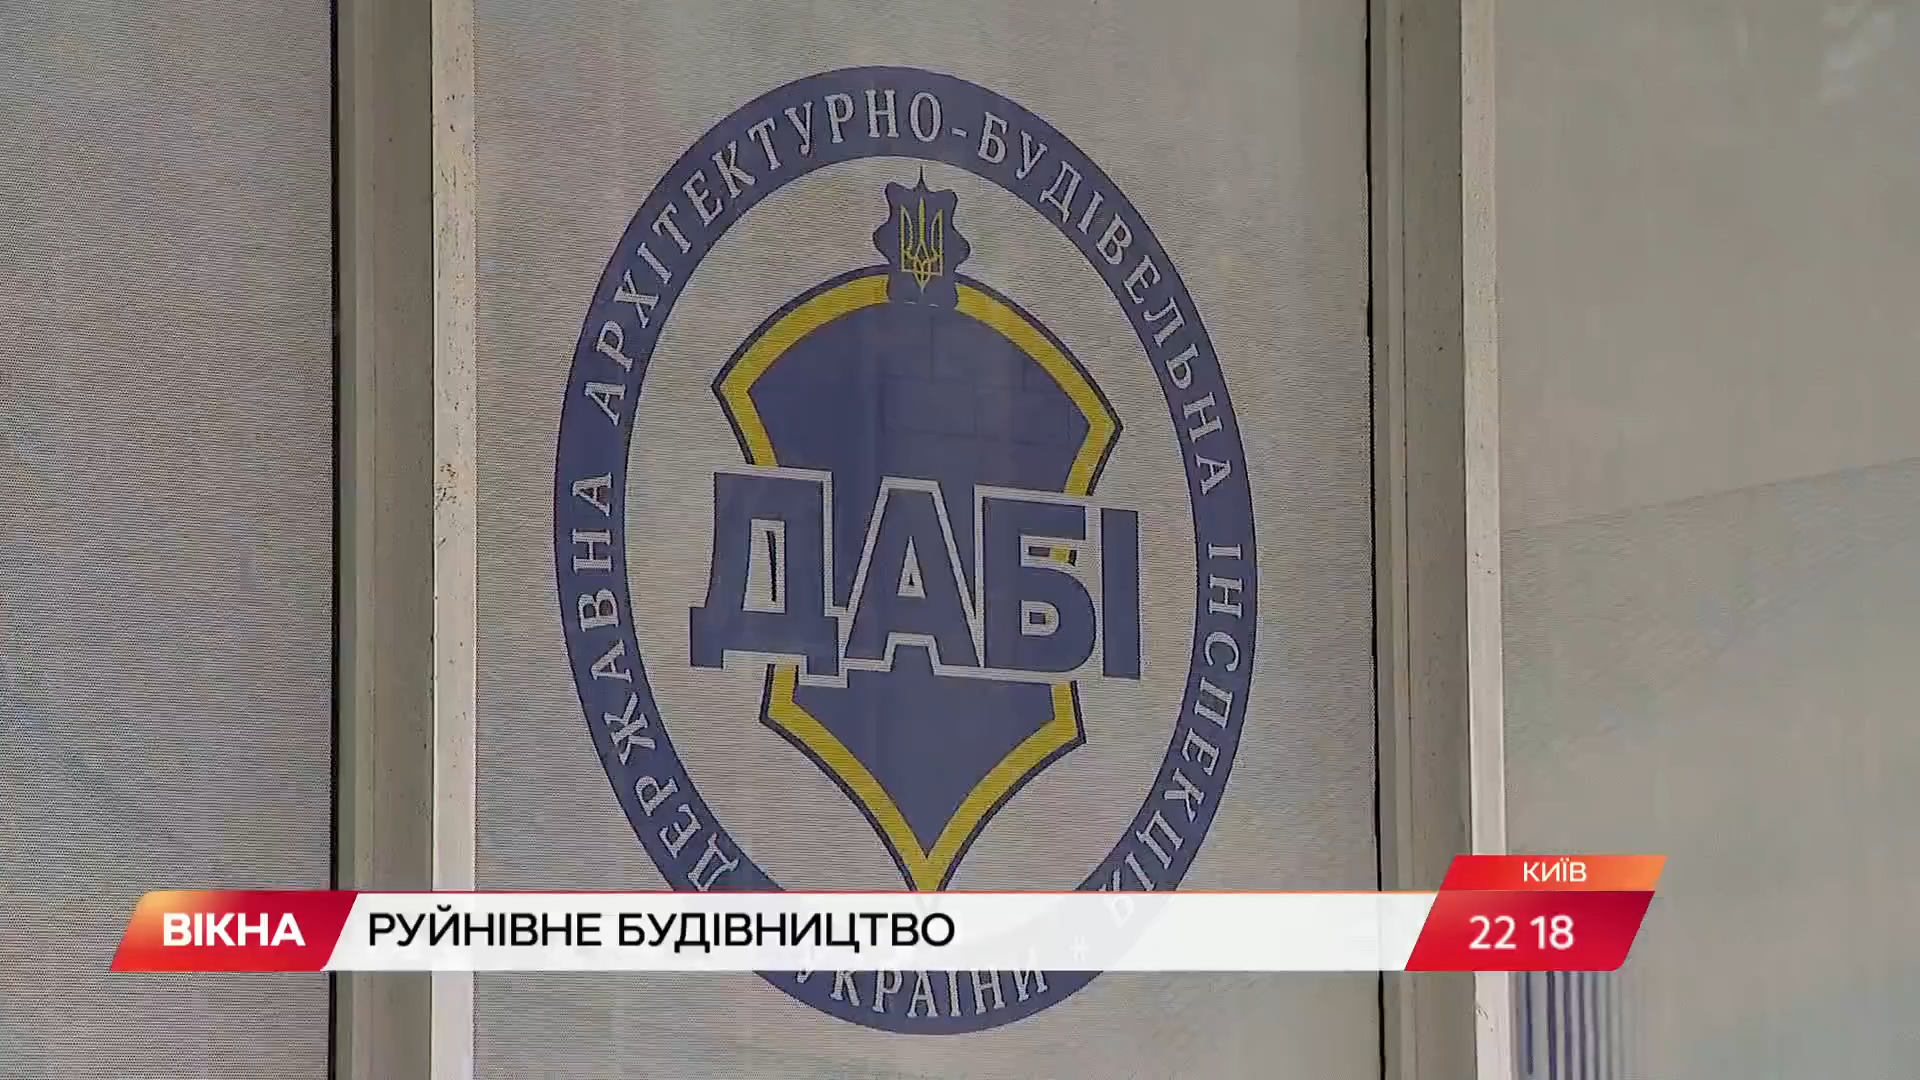 ДЕРЖАВНА АРХІТЕКТУРНО-БУДІВЕЛЬНА ІНСПЕКЦІЯ
ДАБІ
КИЇВ
ВІКНА
РУЙНІВНЕ БУДІВНИЦТВО
22 18
УКРАЇНИ *